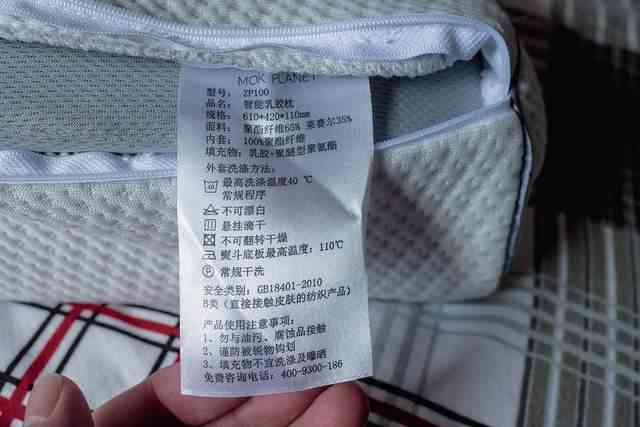 MOK PLANET
型号： ZP100
品名： 智能乳胶枕
规格： 610*420*110mm
面料： 聚酯纤维65% 莱赛尔35%
内套： 100%聚酯纤维
填充物：乳胶+聚醚型聚氨酯
外套洗涤方法：
最高洗涤温度40 ℃
常规程序
不可漂白
悬挂滴干
不可翻转干燥
熨斗底板最高温度：110℃
常规干洗
安全类别：GB18401-2010
B类（直接接触皮肤的纺织产品）
产品使用注意事项：
1、勿与油污、腐蚀品接触
2、谨防被锐物钩划
3、填充物不宜洗涤及曝晒
免费咨询电话：400-9300-186